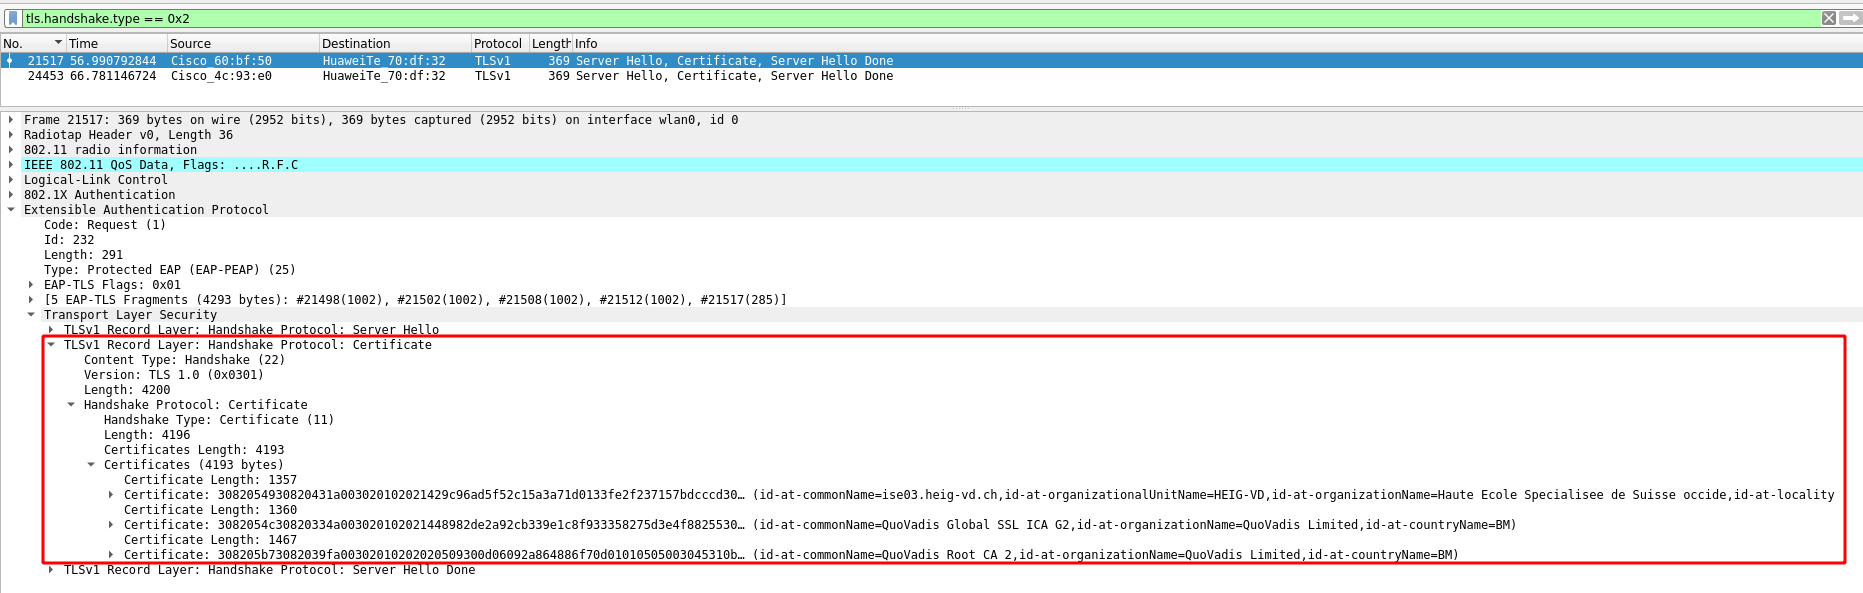 tls.handshake.type == 0x2
No. Time Source Destination Protocol Length Info
21517 56.990792844 Cisco_60:bf:50 HuaweiTe_70:df:32 TLSv1 369 Server Hello, Certificate, Server Hello Done
24453 66.781146724 Cisco_4c:93:e0 HuaweiTe_70:df:32 TLSv1 369 Server Hello, Certificate, Server Hello Done
Frame 21517: 369 bytes on wire (2952 bits), 369 bytes captured (2952 bits) on interface wlan0, id 0
Radiotap Header v0, Length 36
802.11 radio information
IEEE 802.11 QoS Data, Flags: ....R.F.C
Logical-Link Control
802.1X Authentication
Extensible Authentication Protocol
Code: Request (1)
Id: 232
Length: 291
Type: Protected EAP (EAP-PEAP) (25)
EAP-TLS Flags: 0x01
[5 EAP-TLS Fragments (4293 bytes): #21498(1002), #21502(1002), #21508(1002), #21512(1002), #21517(285)]
Transport Layer Security
TLSv1 Record Layer: Handshake Protocol: Server Hello
TLSv1 Record Layer: Handshake Protocol: Certificate
Content Type: Handshake (22)
Version: TLS 1.0 (0x0301)
Length: 4200
Handshake Protocol: Certificate
Handshake Type: Certificate (11)
Length: 4196
Certificates Length: 4193
Certificates (4193 bytes)
Certificate Length: 1357
Certificate: 3082054930820431a003020102021429c96ad5f52c15a3a71d0133fe2f237157bdcccd30… (id-at-commonName=ise03.heig-vd.ch,id-at-organizationalUnitName=HEIG-VD,id-at-organizationName=Haute Ecole Specialisee de Suisse occide,id-at-locality
Certificate Length: 1360
Certificate: 3082054c30820334a003020102021448982de2a92cb339e1c8f933358275d3e4f8825530… (id-at-commonName=QuoVadis Global SSL ICA G2,id-at-organizationName=QuoVadis Limited,id-at-countryName=BM)
Certificate Length: 1467
Certificate: 308205b73082039fa00302010202020509300d06092a864886f70d01010505003045310b… (id-at-commonName=QuoVadis Root CA 2,id-at-organizationName=QuoVadis Limited,id-at-countryName=BM)
TLSv1 Record Layer: Handshake Protocol: Server Hello Done